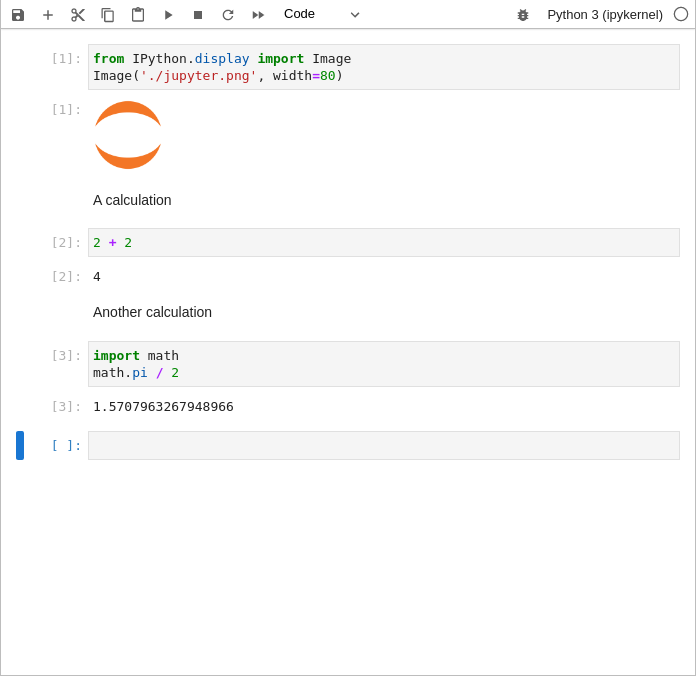 Code
Python 3 (ipykernel)
[1]:
from IPython.display import Image
Image('./jupyter.png', width=80)
[1]:
A calculation
[2]:
2 + 2
[2]:
4
Another calculation
[3]:
import math
math.pi / 2
[3]:
1.5707963267948966
[ ]: